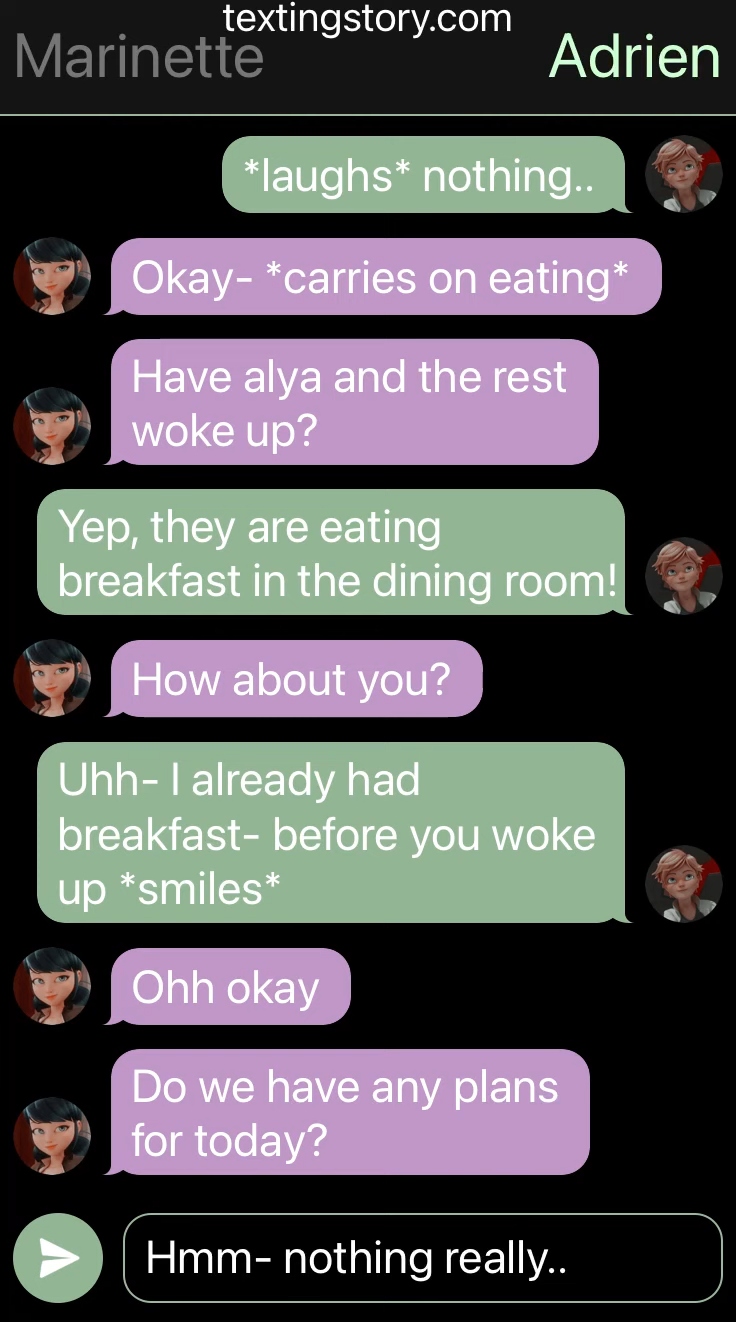 textingstory.com
Marinette
Adrien
*laughs* nothing..
Okay- *carries on eating*
Have alya and the rest
woke up?
Yep, they are eating
breakfast in the dining room!
How about you?
Uhh- I already had
breakfast- before you woke
up *smiles*
Ohh okay
Do we have any plans
for today?
Hmm- nothing really..